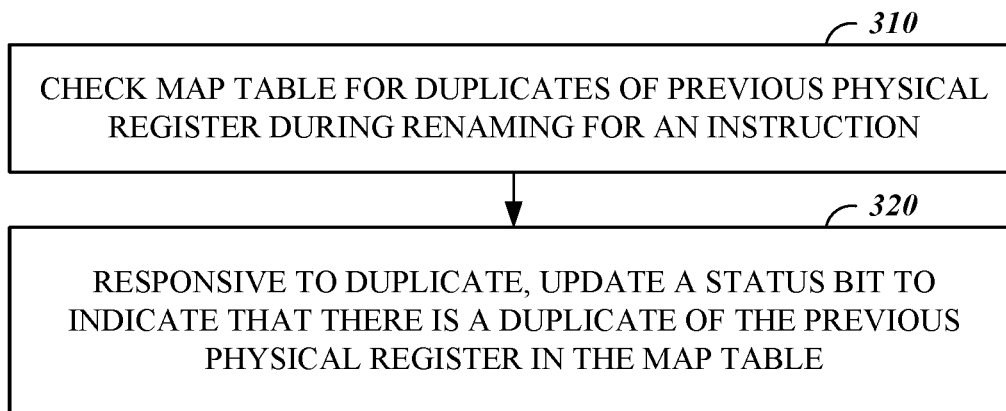 310
CHECK MAP TABLE FOR DUPLICATES OF PREVIOUS PHYSICAL
REGISTER DURING RENAMING FOR AN INSTRUCTION
320
RESPONSIVE TO DUPLICATE, UPDATE A STATUS BIT TO
INDICATE THAT THERE IS A DUPLICATE OF THE PREVIOUS
PHYSICAL REGISTER IN THE MAP TABLE